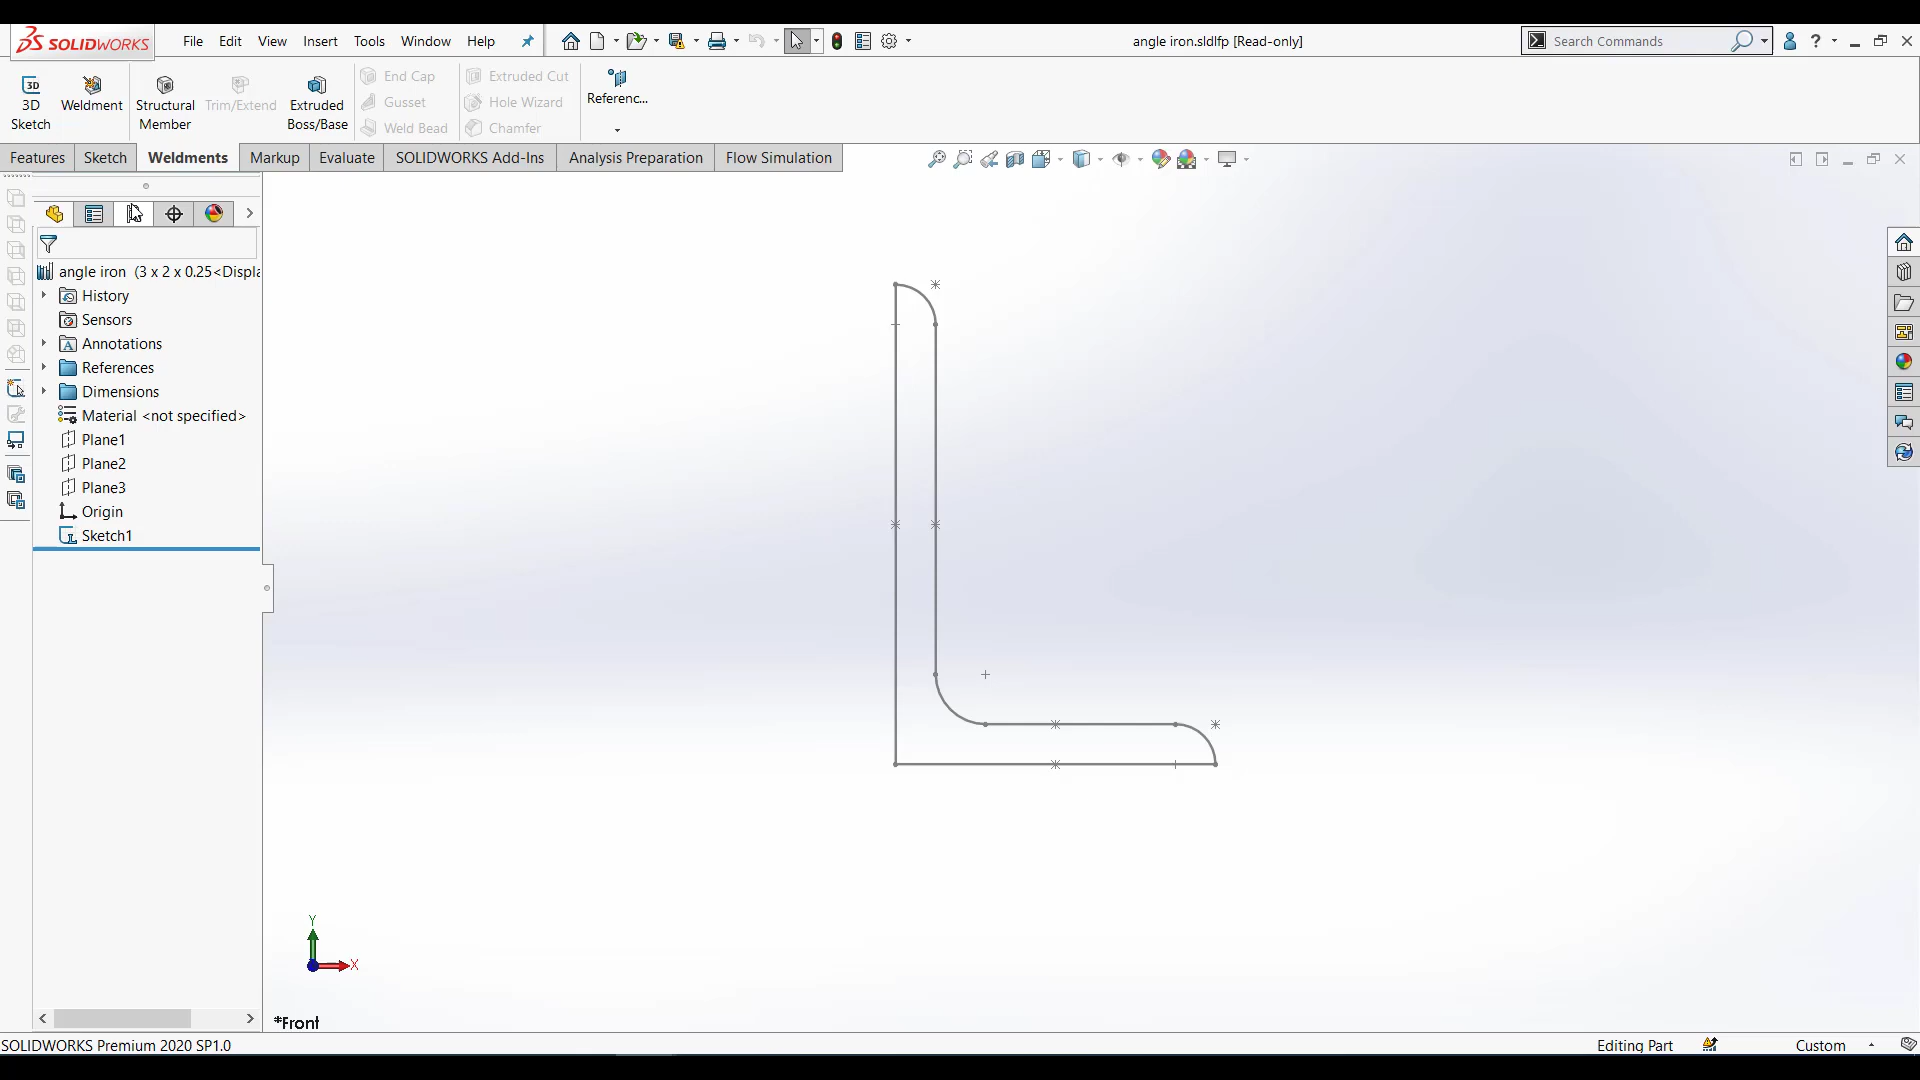 SOLIDWORKS
File Edit View Insert Tools Window Help
angle iron.sldlfp [Read-only]
Search Commands
3D Sketch
Weldment
Structural Member
Trim/Extend
Extruded Boss/Base
End Cap
Gusset
Weld Bead
Extruded Cut
Hole Wizard
Chamfer
Referenc...
Features Sketch Weldments Markup Evaluate SOLIDWORKS Add-Ins Analysis Preparation Flow Simulation
angle iron (3 x 2 x 0.25<Displa
History
Sensors
Annotations
References
Dimensions
Material <not specified>
Plane1
Plane2
Plane3
Origin
Sketch1
Y
X
*Front
SOLIDWORKS Premium 2020 SP1.0
Editing Part
Custom